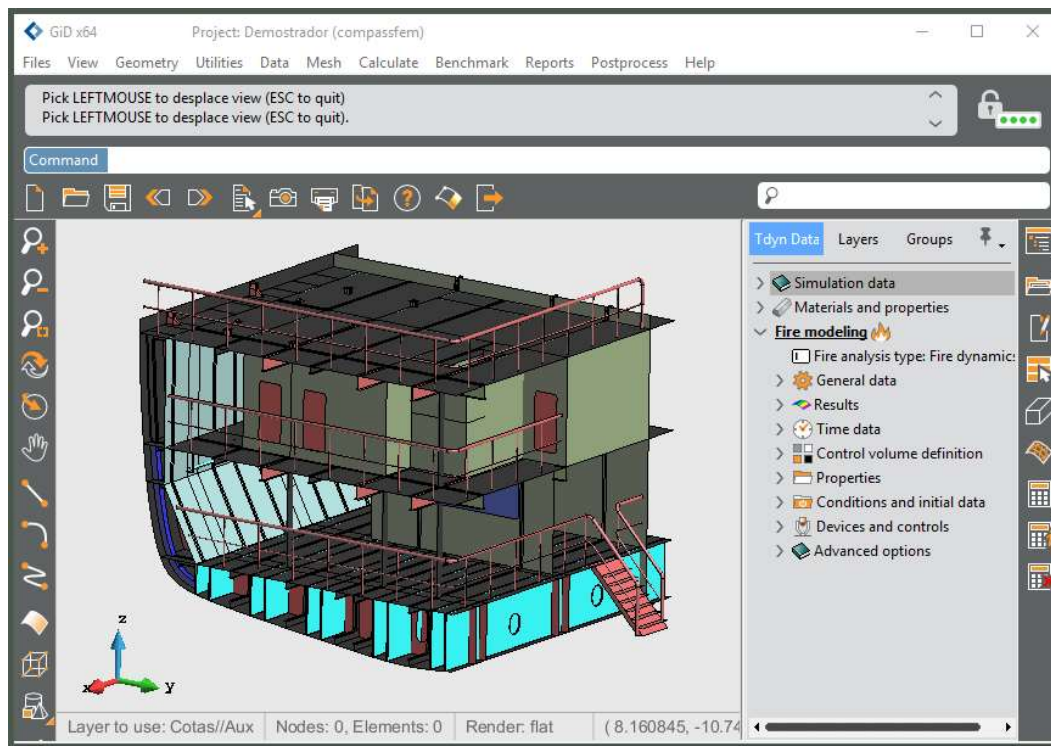 GiD x64 Project: Demostrador (compassfem)
Files View Geometry Utilities Data Mesh Calculate Benchmark Reports Postprocess Help
Pick LEFTMOUSE to desplace view (ESC to quit)
Pick LEFTMOUSE to desplace view (ESC to quit).
Command
Tdyn Data Layers Groups
Simulation data
Materials and properties
Fire modeling
Fire analysis type: Fire dynamic:
General data
Results
Time data
Control volume definition
Properties
Conditions and initial data
Devices and controls
Advanced options
z
x y
Layer to use: Cotas//Aux Nodes: 0, Elements: 0 Render: flat ( 8.160845, -10.74